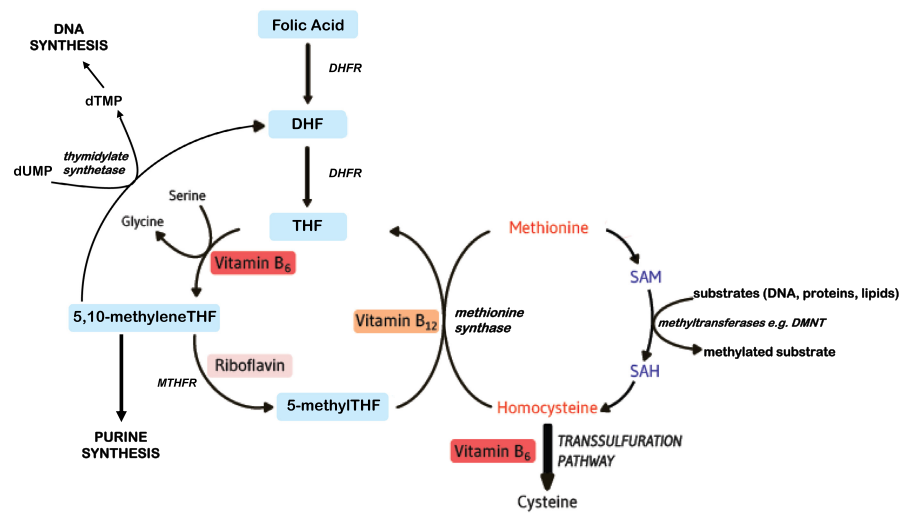 Folic Acid
DNA
SYNTHESIS
DHFR
dTMP
DHF
thymidylate
synthetase
dUMP
DHFR
Serine
Glycine
THF
Methionine
Vitamin B₆
SAM
substrates (DNA, proteins, lipids)
5,10-methyleneTHF
Vitamin B₁₂
methionine
synthase
methyltransferases e.g. DMNT
methylated substrate
Riboflavin
SAH
MTHFR
5-methylTHF
Homocysteine
PURINE
SYNTHESIS
Vitamin B₆
TRANSSULFURATION
PATHWAY
Cysteine